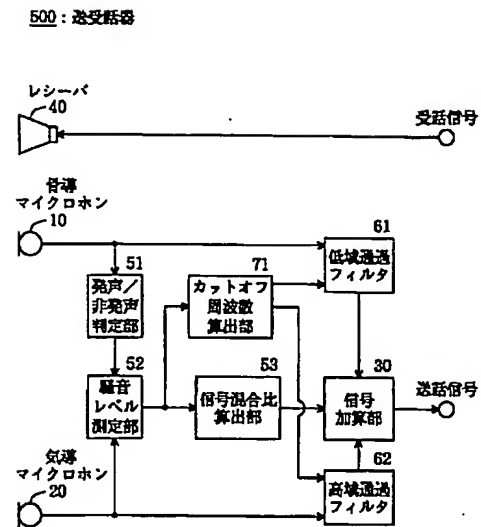 500：送受話器
レシーバ
40
受話信号
骨導
マイクロホン
10
51
発声／
非発声
判定部
71
カットオフ
周波数
算出部
61
低域通過
フィルタ
52
騒音
レベル
測定部
53
信号混合比
算出部
30
信号
加算部
送話信号
気導
マイクロホン
20
62
高域通過
フィルタ